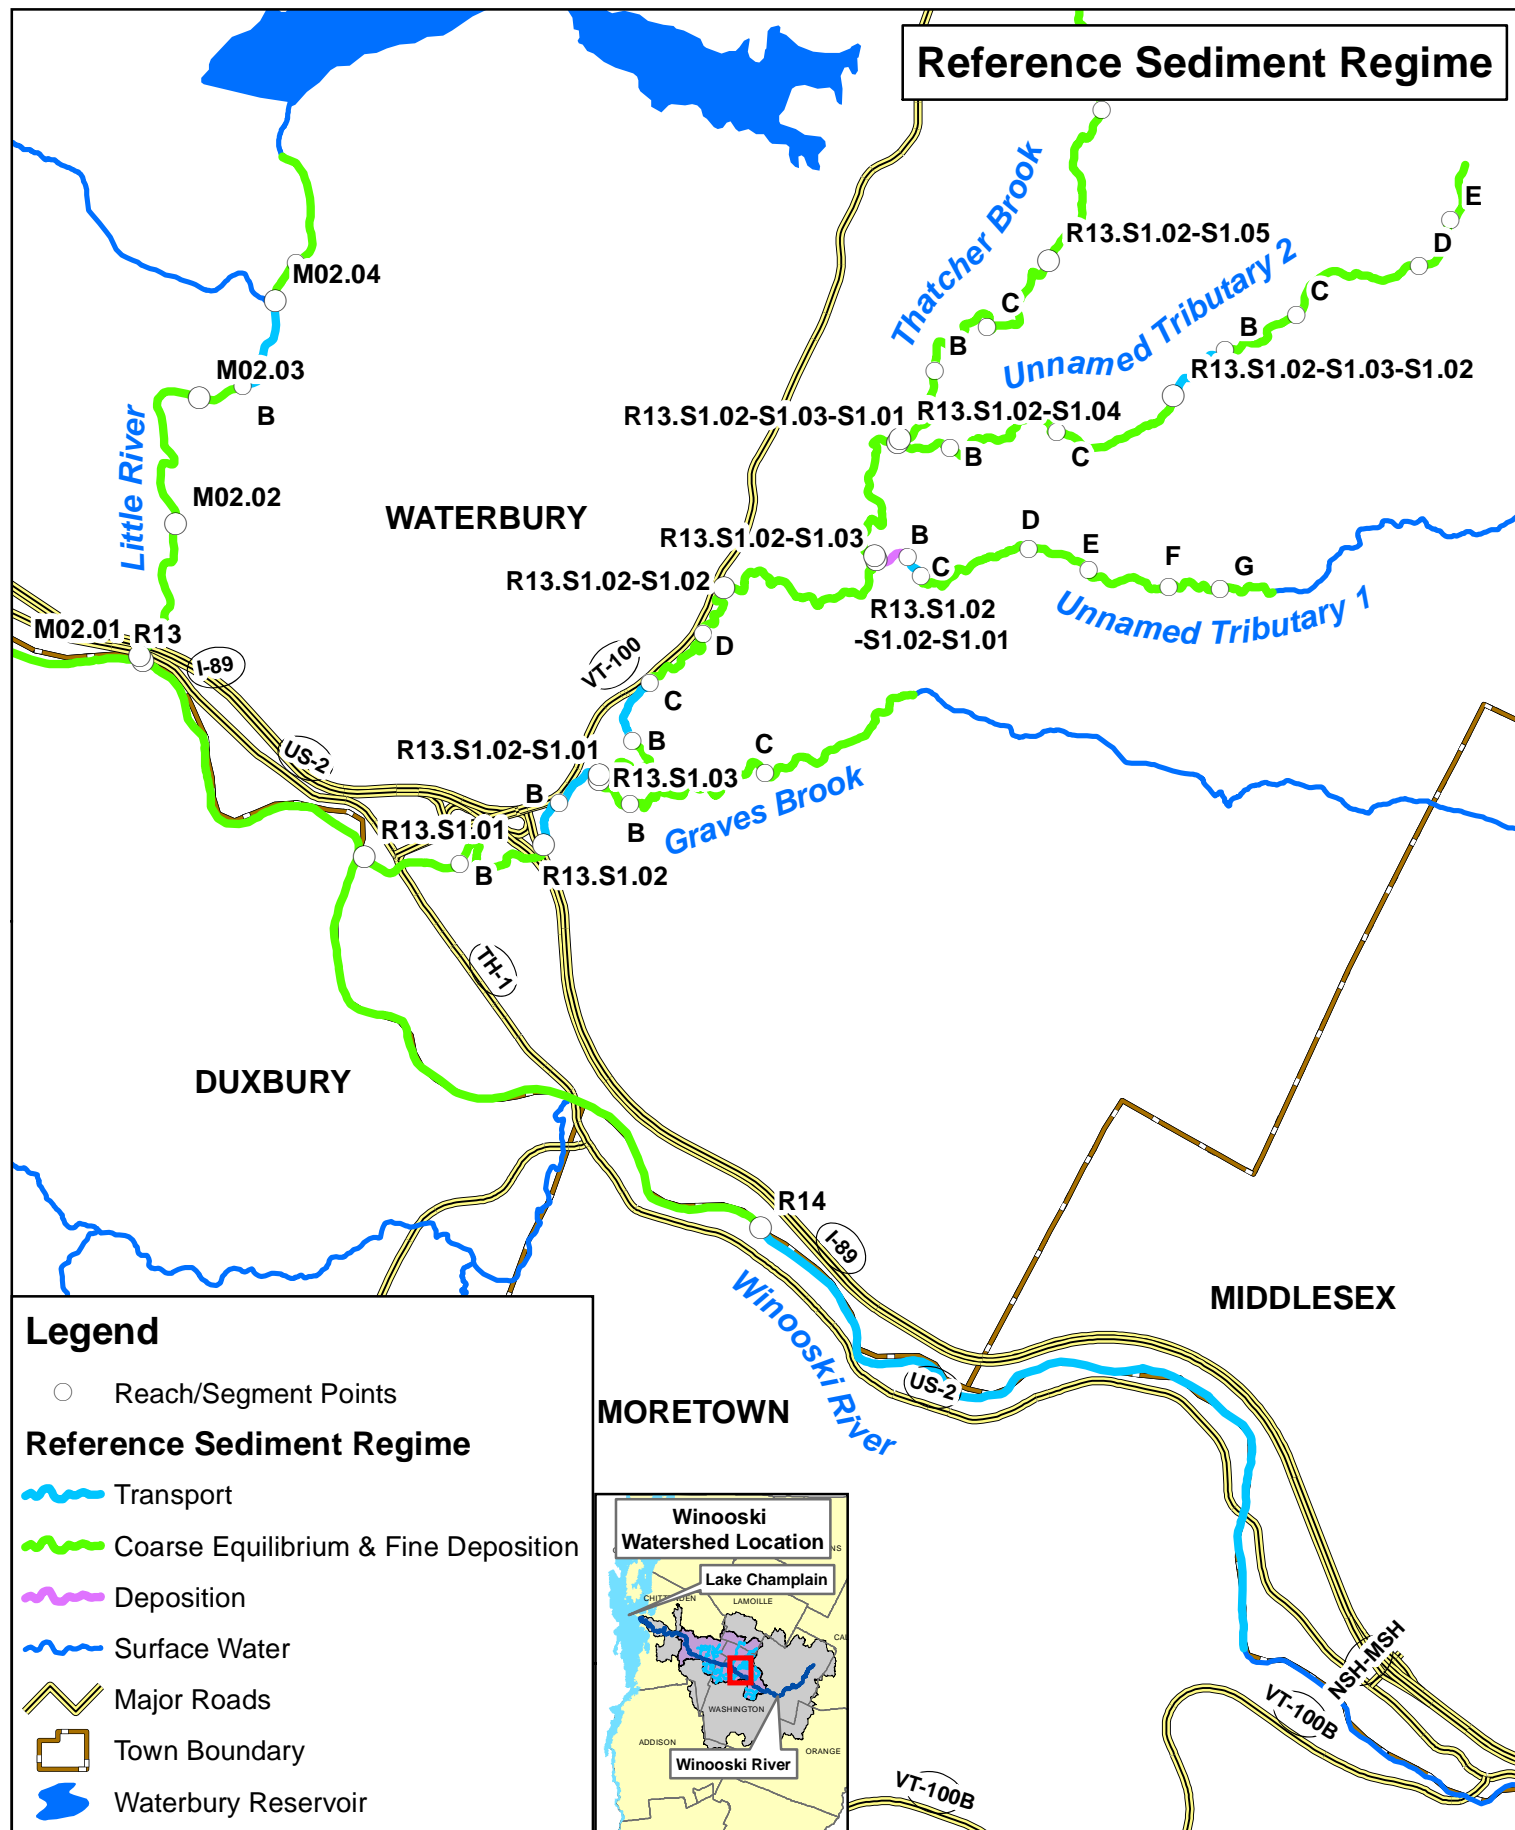 Reference Sediment Regime
Thatcher Brook
E
R13.S1.02-S1.05
D
Unnamed Tributary 2
M02.04
C
C
B
B
M02.03
R13.S1.02-S1.03-S1.02
B
R13.S1.02-S1.03-S1.01
R13.S1.02-S1.04
B
C
Little River
M02.02
WATERBURY
R13.S1.02-S1.03
B
D
C
E
F
G
R13.S1.02-S1.02
R13.S1.02
-S1.02-S1.01
Unnamed Tributary 1
M02.01
R13
I-89
D
VT-100
C
B
US-2
R13.S1.02-S1.01
C
R13.S1.03
B
B
Graves Brook
R13.S1.01
B
R13.S1.02
TH-1
DUXBURY
R14
I-89
Winooski River
MIDDLESEX
US-2
MORETOWN
NSH-MSH
VT-100B
VT-100B
Legend
Reach/Segment Points
Reference Sediment Regime
Transport
Coarse Equilibrium & Fine Deposition
Deposition
Surface Water
Major Roads
Town Boundary
Waterbury Reservoir
Winooski
Watershed Location
Lake Champlain
LAMOILLE
WASHINGTON
ADDISON
ORANGE
Winooski River